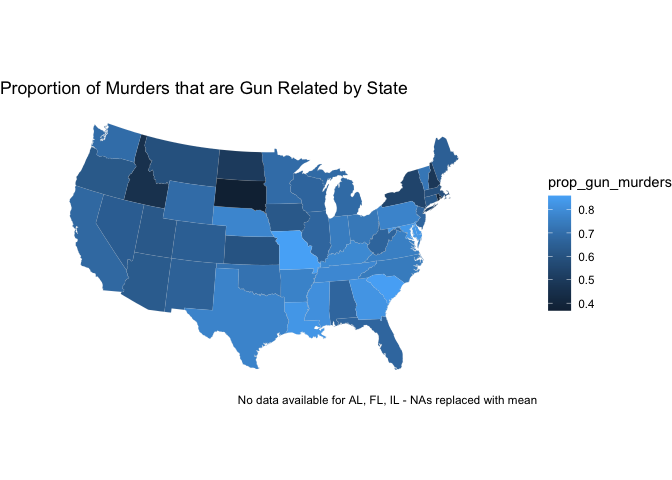 Proportion of Murders that are Gun Related by State
prop_gun_murders
0.8
0.7
0.6
0.5
0.4
No data available for AL, FL, IL - NAs replaced with mean